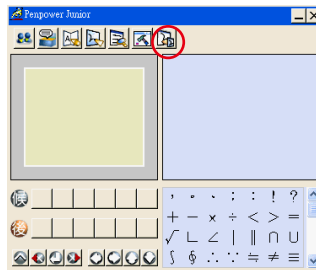 Penpower Junior
候
後
， 。 、 ； ： ！ ？
＋ － × ÷ ＜ ＞ ＝
√ ∟ ∠ ∣ ∥ ∩ ∪
∫ ∮ ∴ ∵ ≒ ≠ ≡